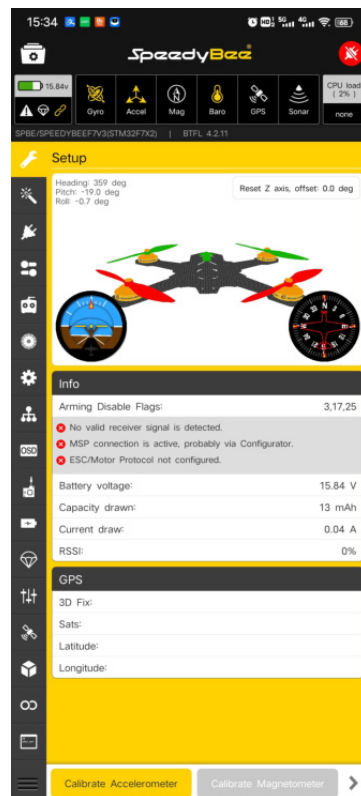 15:34
5G 4G 68
SpeedyBee
15.84v
Gyro Accel Mag Baro GPS Sonar
CPU load
( 2% )
none
SPBE/SPEEDYBEEF7V3(STM32F7X2) | BTFL 4.2.11
Setup
Heading: 359 deg
Pitch: -19.0 deg
Roll: -0.7 deg
Reset Z axis, offset: 0.0 deg
Info
Arming Disable Flags: 3,17,25
No valid receiver signal is detected.
MSP connection is active, probably via Configurator.
ESC/Motor Protocol not configured.
Battery voltage: 15.84 V
Capacity drawn: 13 mAh
Current draw: 0.04 A
RSSI: 0%
OSD
GPS
3D Fix:
Sats:
Latitude:
Longitude:
Calibrate Accelerometer
Calibrate Magnetometer